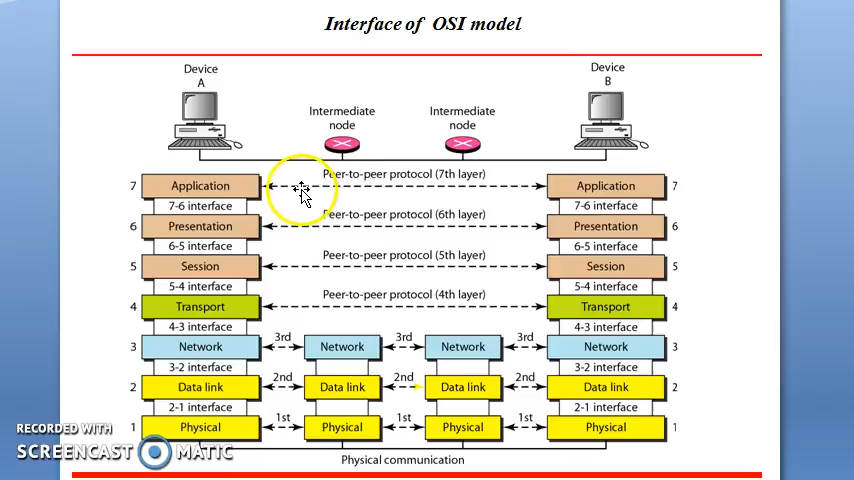 Interface of OSI model
Device
A
Device
B
Intermediate
node
Intermediate
node
Peer-to-peer protocol (7th layer)
7 Application Application 7
7-6 interface 7-6 interface
Peer-to-peer protocol (6th layer)
6 Presentation Presentation 6
6-5 interface 6-5 interface
Peer-to-peer protocol (5th layer)
5 Session Session 5
5-4 interface 5-4 interface
Peer-to-peer protocol (4th layer)
4 Transport Transport 4
4-3 interface 4-3 interface
3rd 3rd 3rd
3 Network Network Network Network 3
3-2 interface 3-2 interface
2nd 2nd 2nd
2 Data link Data link Data link Data link 2
2-1 interface 2-1 interface
1st 1st 1st
1 Physical Physical Physical Physical 1
Physical communication
RECORDED WITH
SCREENCAST MATIC